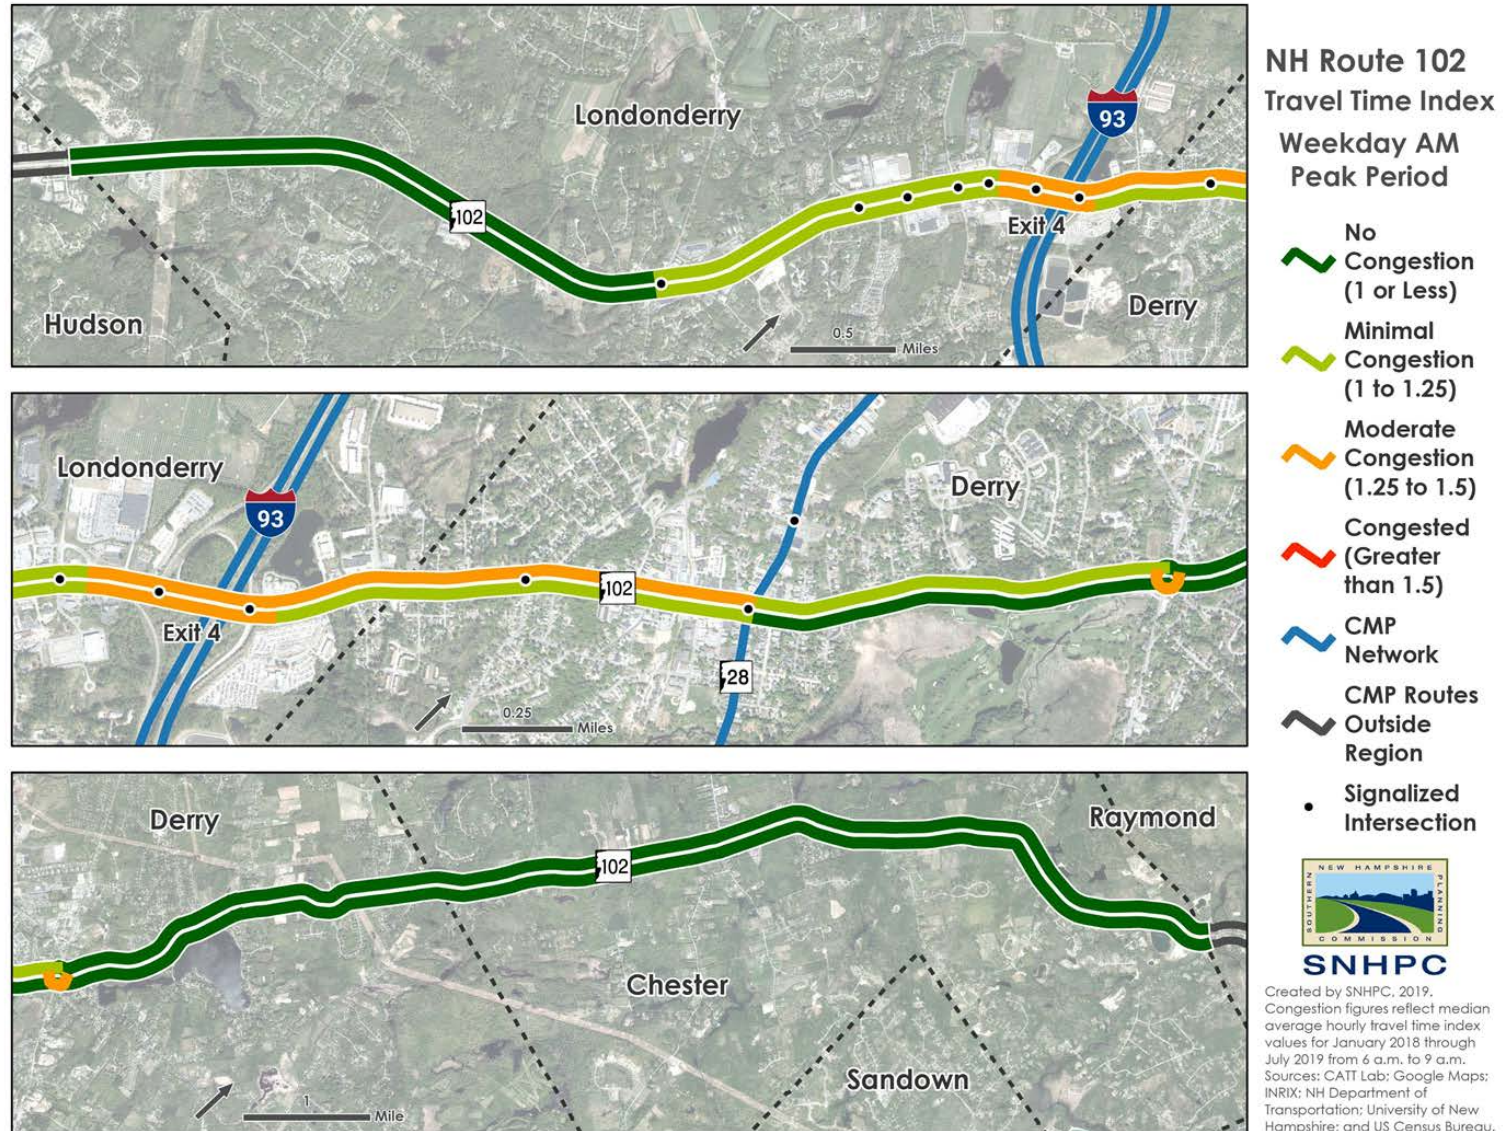 Londonderry
93
102
Exit 4
Hudson
Derry
0.5
Miles
Londonderry
93
Derry
102
Exit 4
28
0.25
Miles
Derry
Raymond
102
Chester
Sandown
1
Mile
NH Route 102
Travel Time Index
Weekday AM
Peak Period
No
Congestion
(1 or Less)
Minimal
Congestion
(1 to 1.25)
Moderate
Congestion
(1.25 to 1.5)
Congested
(Greater
than 1.5)
CMP
Network
CMP Routes
Outside
Region
Signalized
Intersection
NEW HAMPSHIRE
SOUTHERN
PLANNING
COMMISSION
SNHPC
Created by SNHPC, 2019.
Congestion figures reflect median
average hourly travel time index
values for January 2018 through
July 2019 from 6 a.m. to 9 a.m.
Sources: CATT Lab; Google Maps;
INRIX; NH Department of
Transportation; University of New
Hampshire; and US Census Bureau.